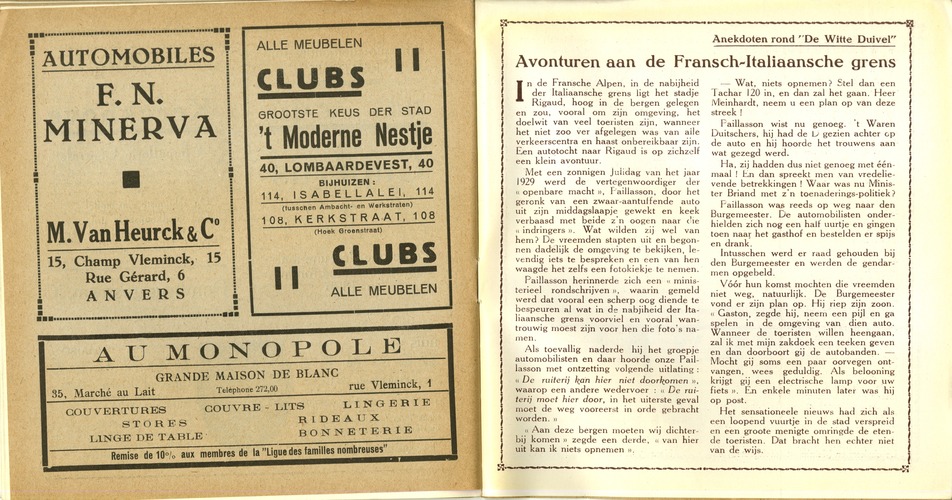 AUTOMOBILES
F. N.
MINERVA
M. Van Heurck & Co
15, Champ Vleminck, 15
Rue Gérard, 6
ANVERS
ALLE MEUBELEN
CLUBS
GROOTSTE KEUS DER STAD
't Moderne Nestje
40, LOMBAARDEVEST, 40
BIJHUIZEN :
114, ISABELLALEI, 114
(tusschen Ambacht- en Werkstraten)
108, KERKSTRAAT, 108
(Hoek Groenstraat)
CLUBS
ALLE MEUBELEN
AU MONOPOLE
GRANDE MAISON DE BLANC
35, Marché au Lait Téléphone 272,00 rue Vleminck, 1
COUVERTURES COUVRE - LITS LINGERIE
STORES RIDEAUX
LINGE DE TABLE BONNETERIE
Remise de 10% aux membres de la "Ligue des familles nombreuses"
Anekdoten rond "De Witte Duivel"
Avonturen aan de Fransch-Italiaansche grens
In de Fransche Alpen, in de nabijheid
der Italiaansche grens ligt het stadje
Rigaud, hoog in de bergen gelegen
en zou, vooral om zijn omgeving, het
doelwit van veel toeristen zijn, wanneer
het niet zoo ver afgelegen was van alle
verkeerscentra en haast onbereikbaar zijn.
Een autotocht naar Rigaud is op zichzelf
een klein avontuur.
Met een zonnigen Julidag van het jaar
1929 werd de vertegenwoordiger der
« openbare macht », Paillasson, door het
geronk van een zwaar-aantuffende auto
uit zijn middagslaapje gewekt en keek
verbaasd met beide z'n oogen naar de
« indringers ». Wat wilden zij wel van
hem? De vreemden stapten uit en begon-
nen dadelijk de omgeving te bekijken, le-
vendig iets te bespreken en een van hen
waagde het zelfs een fotokiekje te nemen.
Paillasson herinnerde zich een « minis-
terieel rondschrijven », waarin gemeld
werd dat vooral een scherp oog diende te
bespeuren al wat in de nabijheid der Ita-
liaansche grens voorviel en vooral wan-
trouwig moest zijn voor hen die foto's na-
men.
Als toevallig naderde hij het groepje
automobilisten en daar hoorde onze Pail-
lasson met ontzetting volgende uitlating :
« De ruiterij kan hier niet doorkomen »,
waarop een andere wedervoer : « De rui-
terij moet hier door, in het uiterste geval
moet de weg vooreerst in orde gebracht
worden. »
« Aan deze bergen moeten wij dichter-
bij komen » zegde een derde, « van hier
uit kan ik niets opnemen ».
— Wat, niets opnemen? Stel dan een
Tachar 120 in, en dan zal het gaan. Heer
Meinhardt, neem u een plan op van deze
streek !
Paillasson wist nu genoeg. 't Waren
Duitschers, hij had de D gezien achter op
de auto en hij hoorde het trouwens aan
wat gezegd werd.
Ha, zij hadden dus niet genoeg met één-
maal ! En dan spreekt men van vredelie-
vende betrekkingen ! Waar was nu Minis-
ter Briand met z'n toenaderings-politiek?
Paillasson was reeds op weg naar den
Burgemeester. De automobilisten onder-
hielden zich nog een half uurtje en gingen
toen naar het gasthof en bestelden er spijs
en drank.
Intusschen werd er raad gehouden bij
den Burgemeester en werden de gendar-
men opgebeld.
Vóór hun komst mochten die vreemden
niet weg, natuurlijk. De Burgemeester
vond er zijn plan op. Hij riep zijn zoon.
« Gaston, zegde hij, neem een pijl en ga
spelen in de omgeving van dien auto.
Wanneer de toeristen willen heengaan,
zal ik met mijn zakdoek een teeken geven
en dan doorboort gij de autobanden. —
Mocht gij soms een paar oorvegen ont-
vangen, wees geduldig. Als belooning
krijgt gij een electrische lamp voor uw
fiets ». En enkele minuten later was hij
op post.
Het sensationeele nieuws had zich als
een loopend vuurtje in de stad verspreid
en een groote menigte omringde de eten-
de toeristen. Dat bracht hen echter niet
van de wijs.